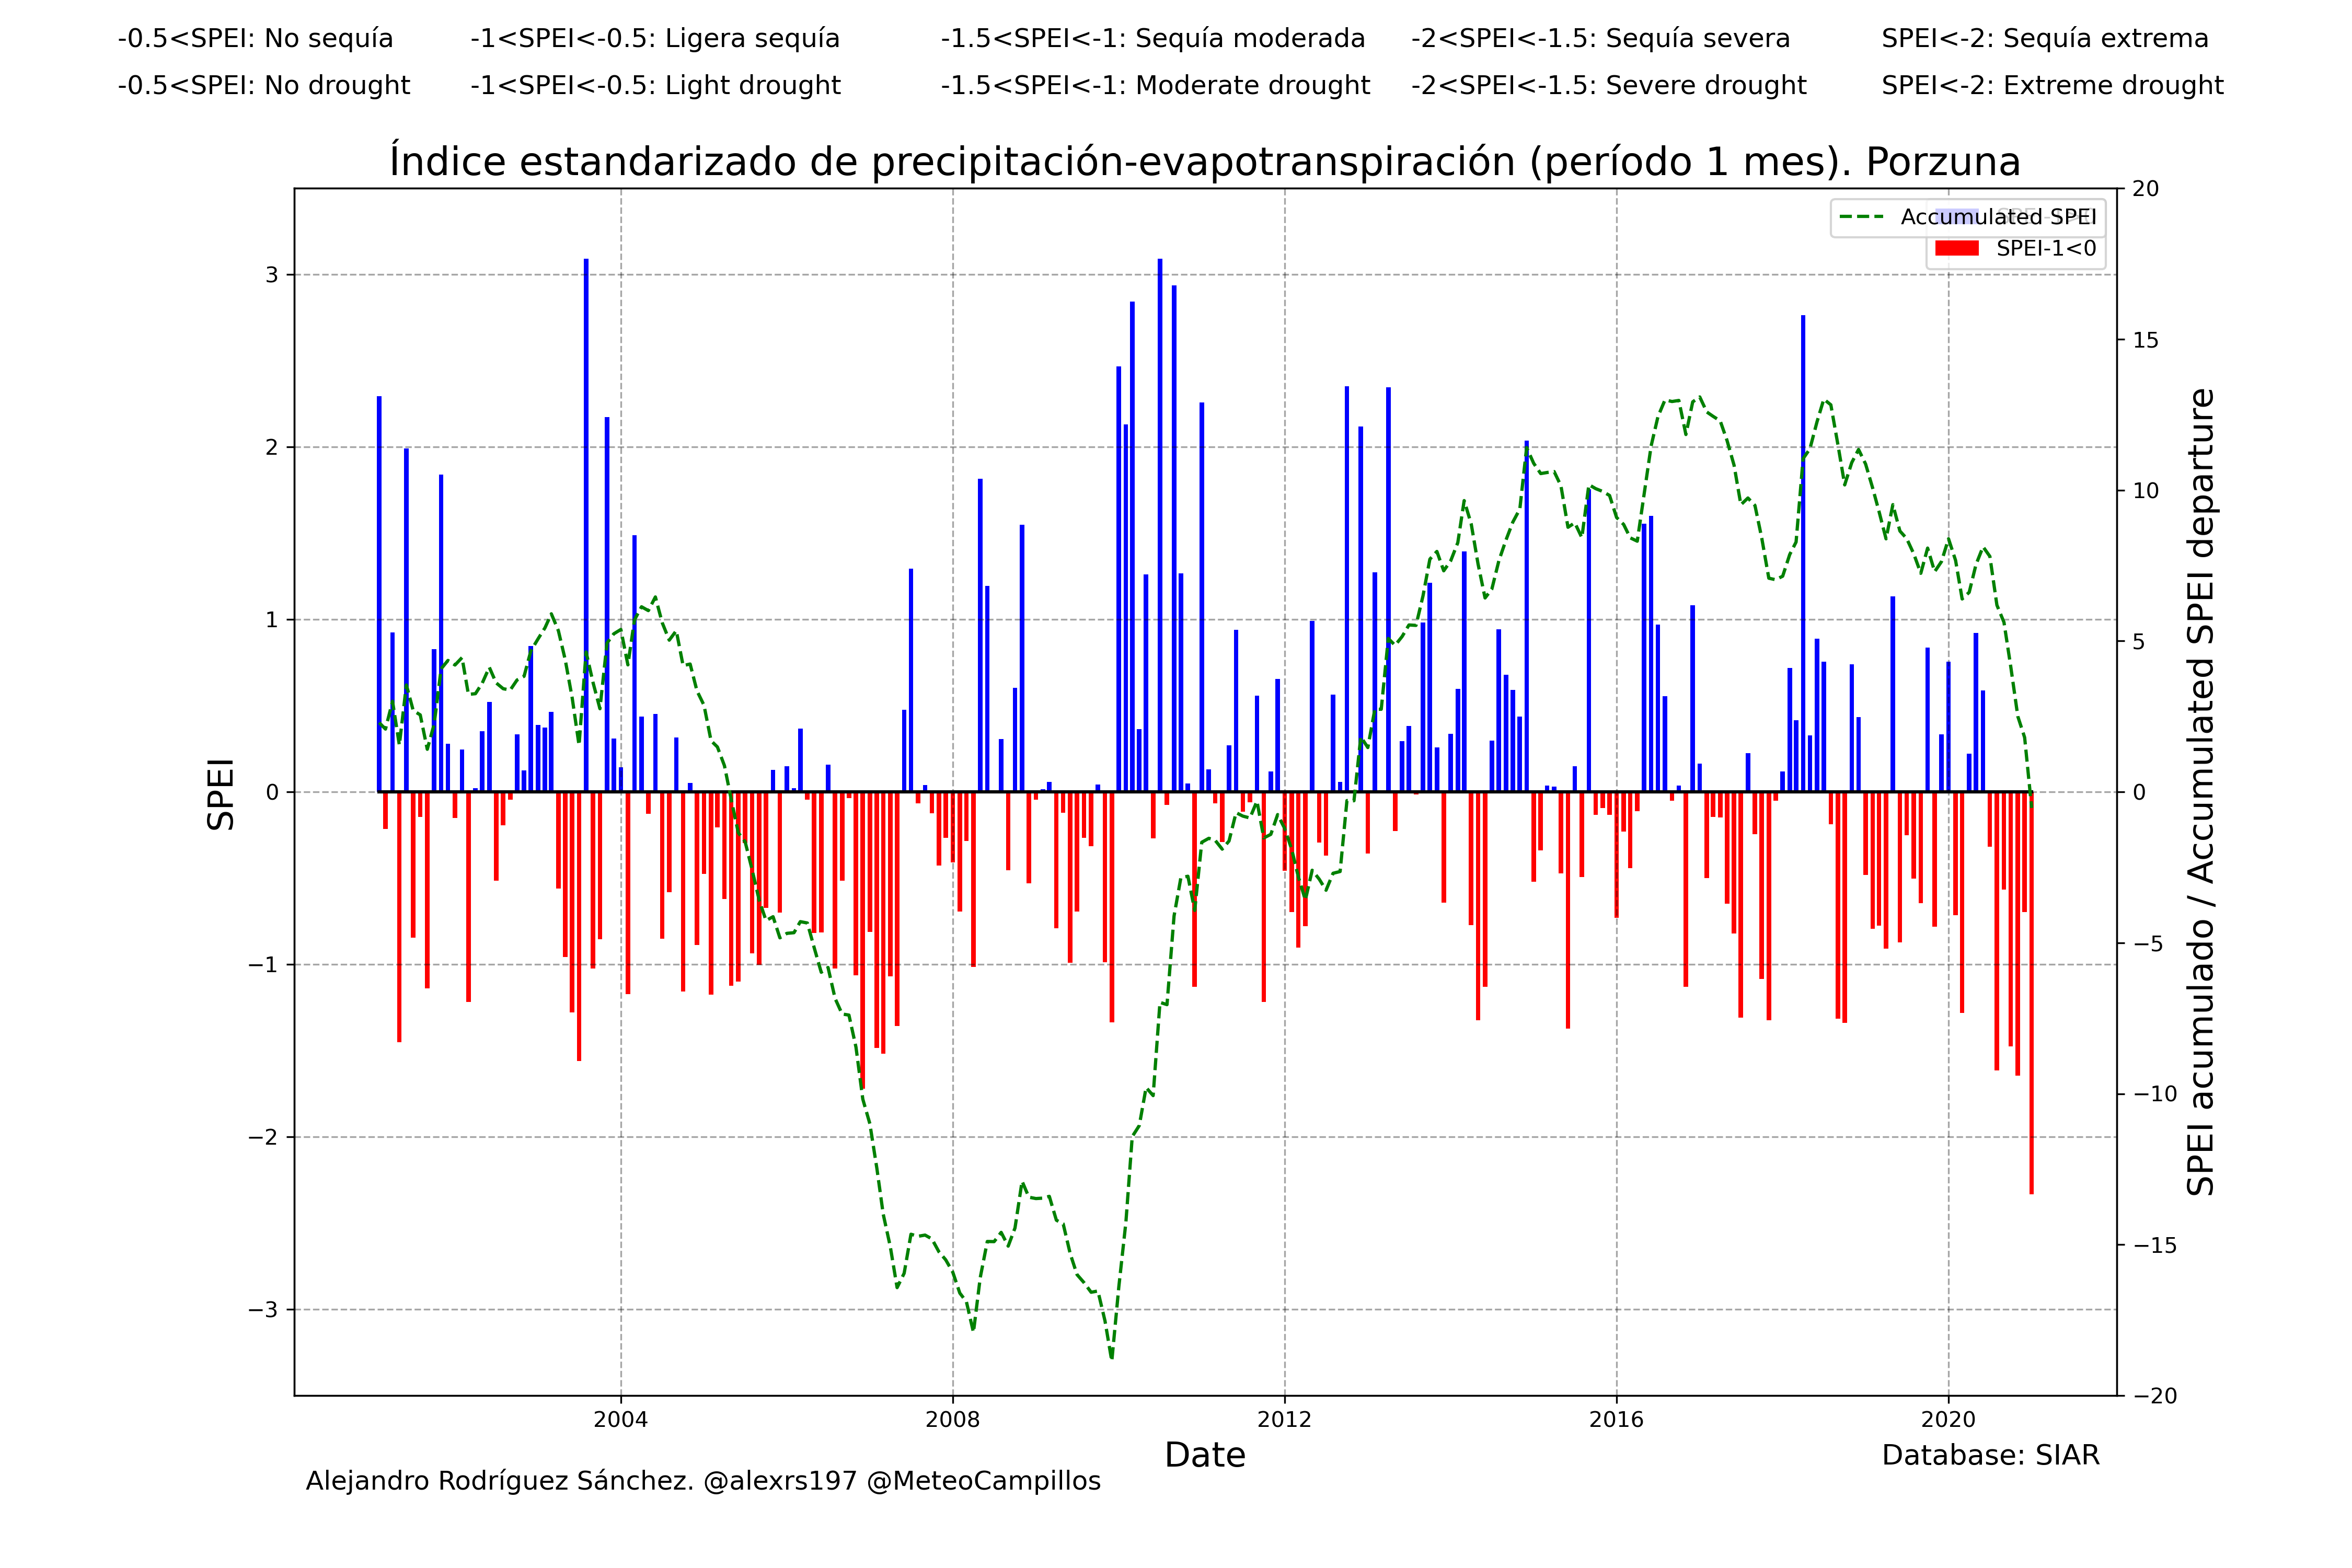 -0.5<SPEI: No sequía -1<SPEI<-0.5: Ligera sequía -1.5<SPEI<-1: Sequía moderada -2<SPEI<-1.5: Sequía severa SPEI<-2: Sequía extrema
-0.5<SPEI: No drought -1<SPEI<-0.5: Light drought -1.5<SPEI<-1: Moderate drought -2<SPEI<-1.5: Severe drought SPEI<-2: Extreme drought
Índice estandarizado de precipitación-evapotranspiración (período 1 mes). Porzuna
Accumulated SPEI
SPEI-1<0
SPEI
3
2
1
0
−1
−2
−3
20
15
10
5
0
−5
−10
−15
−20
SPEI acumulado / Accumulated SPEI departure
2004 2008 2012 2016 2020
Date
Database: SIAR
Alejandro Rodríguez Sánchez. @alexrs197 @MeteoCampillos